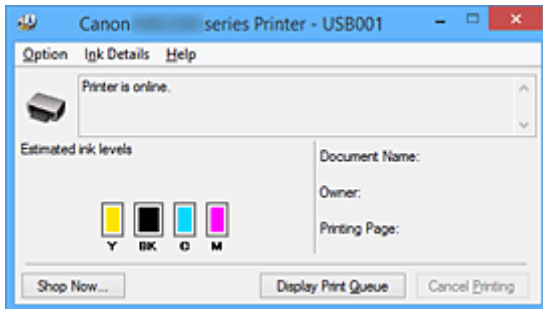 Canon series Printer - USB001
Option Ink Details Help
Printer is online.
Estimated ink levels
Document Name:
Owner:
Printing Page:
Y BK C M
Shop Now... Display Print Queue Cancel Printing